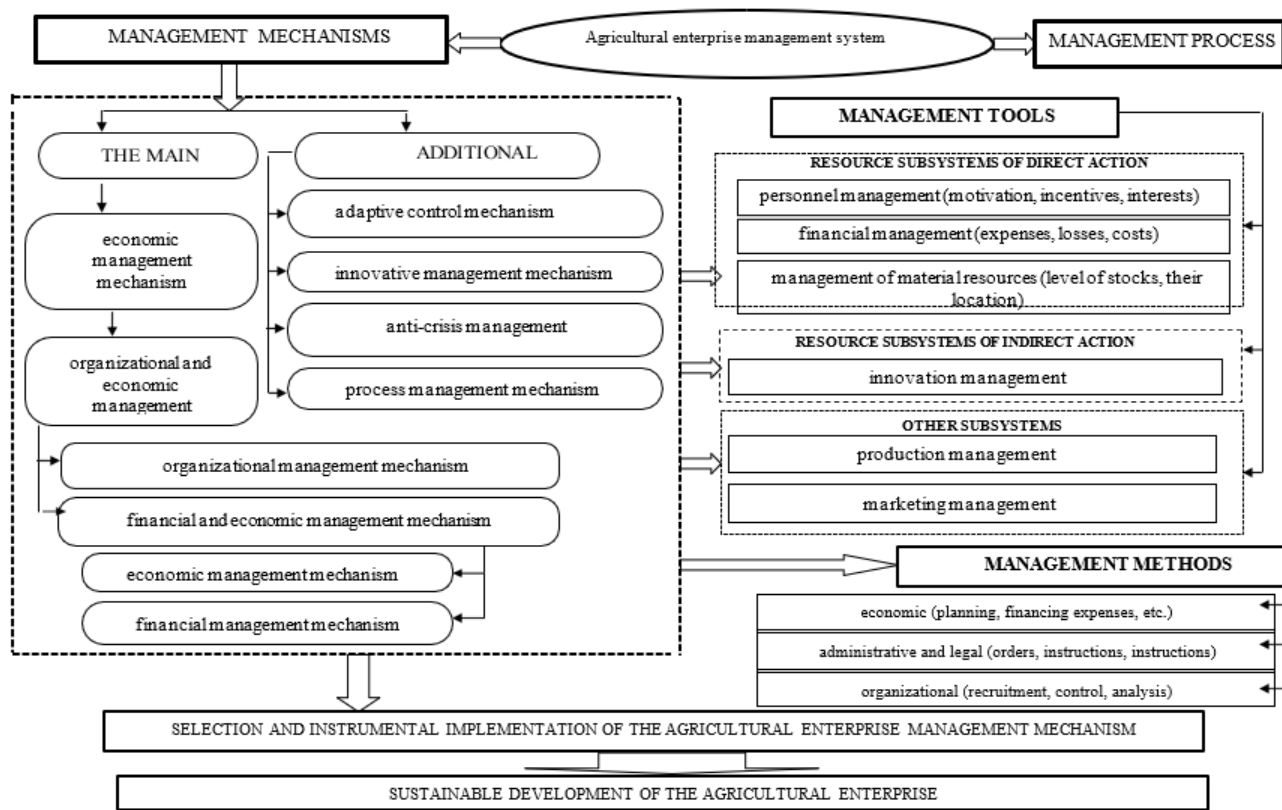 MANAGEMENT MECHANISMS
Agricultural enterprise management system
MANAGEMENT PROCESS
THE MAIN
ADDITIONAL
economic
management
mechanism
organizational and
economic
management
adaptive control mechanism
innovative management mechanism
anti-crisis management
process management mechanism
organizational management mechanism
financial and economic management mechanism
economic management mechanism
financial management mechanism
MANAGEMENT TOOLS
RESOURCE SUBSYSTEMS OF DIRECT ACTION
personnel management (motivation, incentives, interests)
financial management (expenses, losses, costs)
management of material resources (level of stocks, their
location)
RESOURCE SUBSYSTEMS OF INDIRECT ACTION
innovation management
OTHER SUBSYSTEMS
production management
marketing management
MANAGEMENT METHODS
economic (planning, financing expenses, etc.)
administrative and legal (orders, instructions, instructions)
organizational (recruitment, control, analysis)
SELECTION AND INSTRUMENTAL IMPLEMENTATION OF THE AGRICULTURAL ENTERPRISE MANAGEMENT MECHANISM
SUSTAINABLE DEVELOPMENT OF THE AGRICULTURAL ENTERPRISE